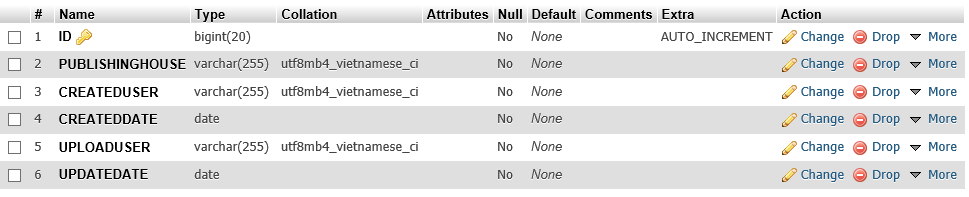 # Name Type Collation Attributes Null Default Comments Extra Action
1 ID bigint(20) No None AUTO_INCREMENT Change Drop More
2 PUBLISHINGHOUSE varchar(255) utf8mb4_vietnamese_ci No None Change Drop More
3 CREATEDUSER varchar(255) utf8mb4_vietnamese_ci No None Change Drop More
4 CREATEDDATE date No None Change Drop More
5 UPLOADUSER varchar(255) utf8mb4_vietnamese_ci No None Change Drop More
6 UPDATEDATE date No None Change Drop More